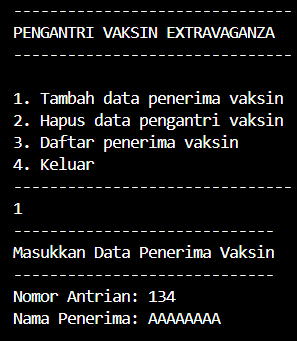 -----------------------------
PENGANTRI VAKSIN EXTRAVAGANZA
-----------------------------
1. Tambah data penerima vaksin
2. Hapus data pengantri vaksin
3. Daftar penerima vaksin
4. Keluar
-----------------------------
1
---------------------------
Masukkan Data Penerima Vaksin
---------------------------
Nomor Antrian: 134
Nama Penerima: AAAAAAAA